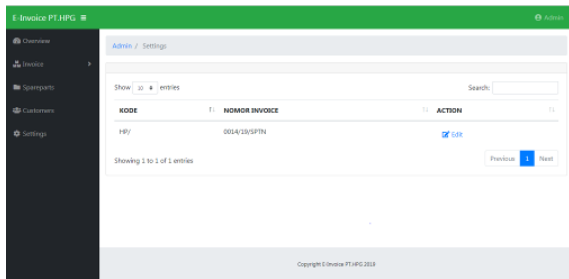 E-Invoice PT.HPG
Admin
Overview
Invoice
Spareparts
Customers
Settings
Admin / Settings
Show 10 entries
Search:
KODE NOMOR INVOICE ACTION
HP/ 0014/19/SPTN Edit
Showing 1 to 1 of 1 entries
Previous 1 Next
Copyright E-Invoice PT.HPG 2019